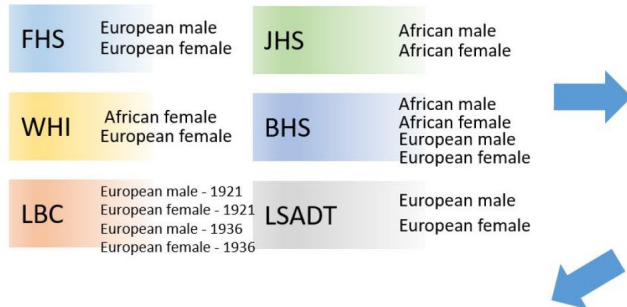 FHS
European male
European female
JHS
African male
African female
WHI
African female
European female
BHS
African male
African female
European male
European female
LBC
European male - 1921
European female - 1921
European male - 1936
European female - 1936
LSADT
European male
European female